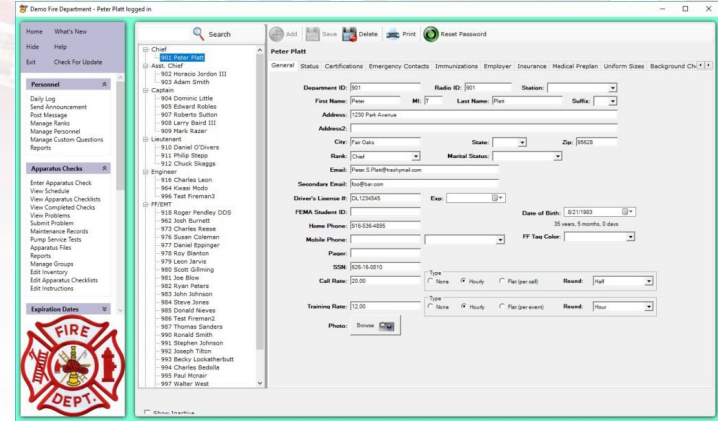 Demo Fire Department - Peter Platt logged in
Home What's New
Hide Help
Exit Check For Update
Personnel
Daily Log
Send Announcement
Post Message
Manage Ranks
Manage Personnel
Manage Custom Questions
Reports
Apparatus Checks
Enter Apparatus Check
View Schedule
View Apparatus Checklists
View Completed Checks
View Problems
Submit Problem
Maintenance Records
Pump Service Tests
Apparatus Files
Reports
Manage Groups
Edit Inventory
Edit Apparatus Checklists
Edit Instructions
Expiration Dates
FIRE
DEPT.
Search
Chief
901 Peter Platt
Asst. Chief
902 Horacio Jordon III
903 Adam Smith
Captain
904 Dominic Little
905 Edward Robles
907 Roberto Sutton
908 Larry Baird III
909 Mark Razer
Lieutenant
910 Daniel O'Divers
911 Philip Stepp
912 Chuck Skaggs
Engineer
916 Charles Leon
964 Kwasi Modo
996 Test Fireman3
FF/EMT
918 Roger Pendley DDS
962 Josh Burnett
973 Charles Reese
976 Susan Coleman
977 Daniel Eppinger
978 Roy Blanton
979 Leon Jarvis
980 Scott Gillming
981 Joe Blow
982 Ryan Peters
983 John Johnson
984 Steve Jones
985 Donald Nieves
986 Test Fireman2
987 Thomas Sanders
990 Ronald Smith
991 Stephen Johnson
992 Joseph Tilton
993 Becky Lookatherbutt
994 Charles Bedolla
995 Paul Mcnair
997 Walter West
Show Inactive
Add Save Delete Print Reset Password
Peter Platt
General Status Certifications Emergency Contacts Immunizations Employer Insurance Medical Preplan Uniform Sizes Background Che
Department ID: 901 Radio ID: 901 Station:
First Name: Peter MI: T Last Name: Platt Suffix:
Address: 1230 Park Avenue
Address2:
City: Fair Oaks State: Zip: 95628
Rank: Chief Marital Status:
Email: Peter.S.Platt@trashymail.com
Secondary Email: foo@bar.com
Driver's License #: DL1234545 Exp:
FEMA Student ID: Date of Birth: 8/21/1983
Home Phone: 916-536-4895 35 years, 5 months, 0 days
Mobile Phone: FF Tag Color:
Pager:
SSN: 626-16-0810
Type
Call Rate: 20.00 None Hourly Flat (per-call) Round: Half
Type
Training Rate: 12.00 None Hourly Flat (per-event) Round: Hour
Photo: Browse